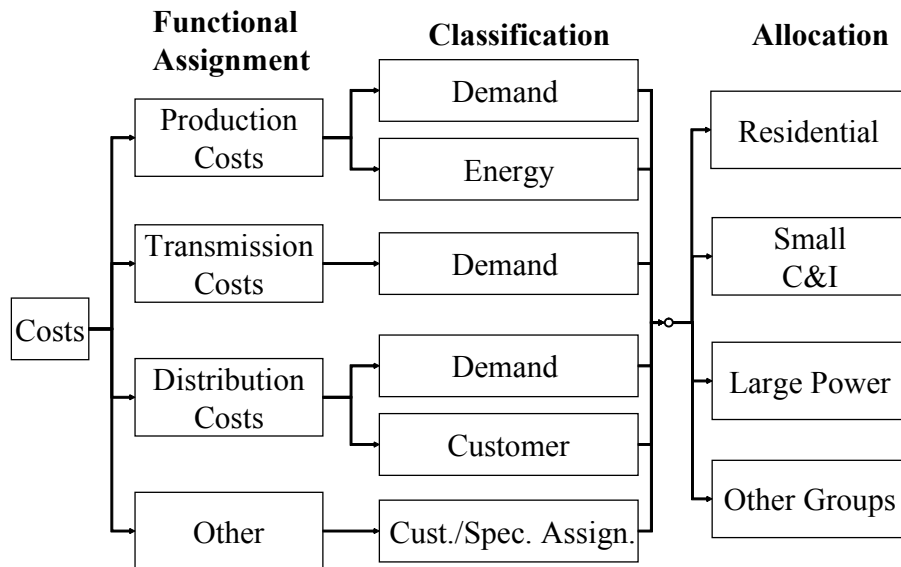 Functional
Assignment
Classification
Allocation
Costs
Production
Costs
Transmission
Costs
Distribution
Costs
Other
Demand
Energy
Demand
Demand
Customer
Cust./Spec. Assign.
Residential
Small
C&I
Large Power
Other Groups